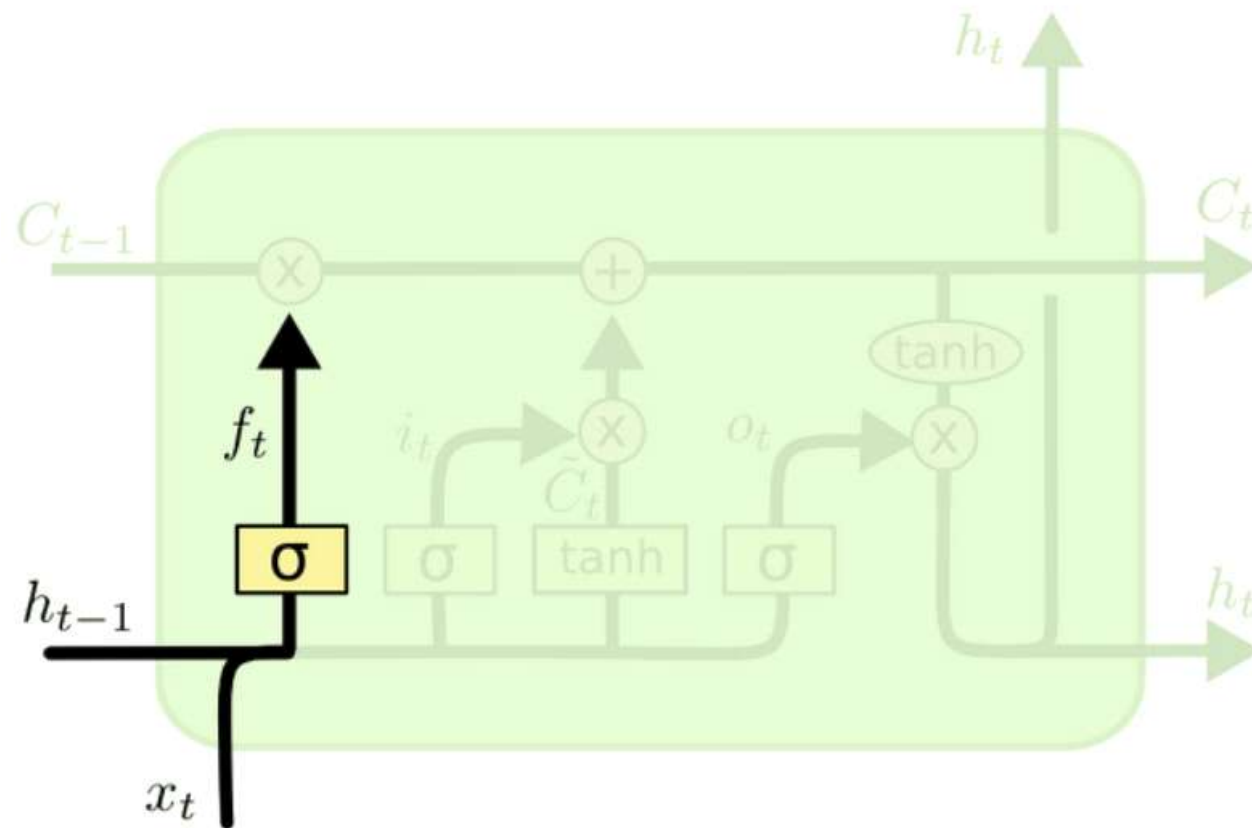 h_t
C_{t-1}
C_t
x
+
tanh
f_t
i_t
x
o_t
x
C̃_t
σ
σ
tanh
σ
h_{t-1}
h_t
x_t